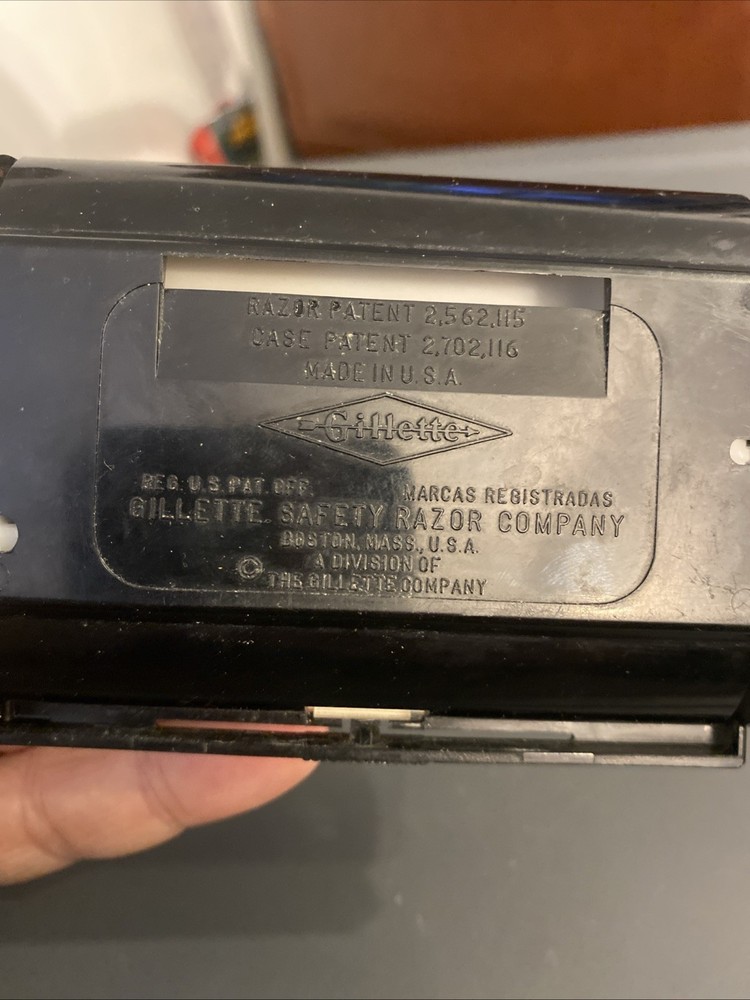 RAZOR PATENT 2,562,115
CASE PATENT 2,702,116
MADE IN U.S.A.
Gillette
REG. U.S. PAT. OFF. MARCAS REGISTRADAS
GILLETTE SAFETY RAZOR COMPANY
BOSTON, MASS., U.S.A.
A DIVISION OF
© THE GILLETTE COMPANY